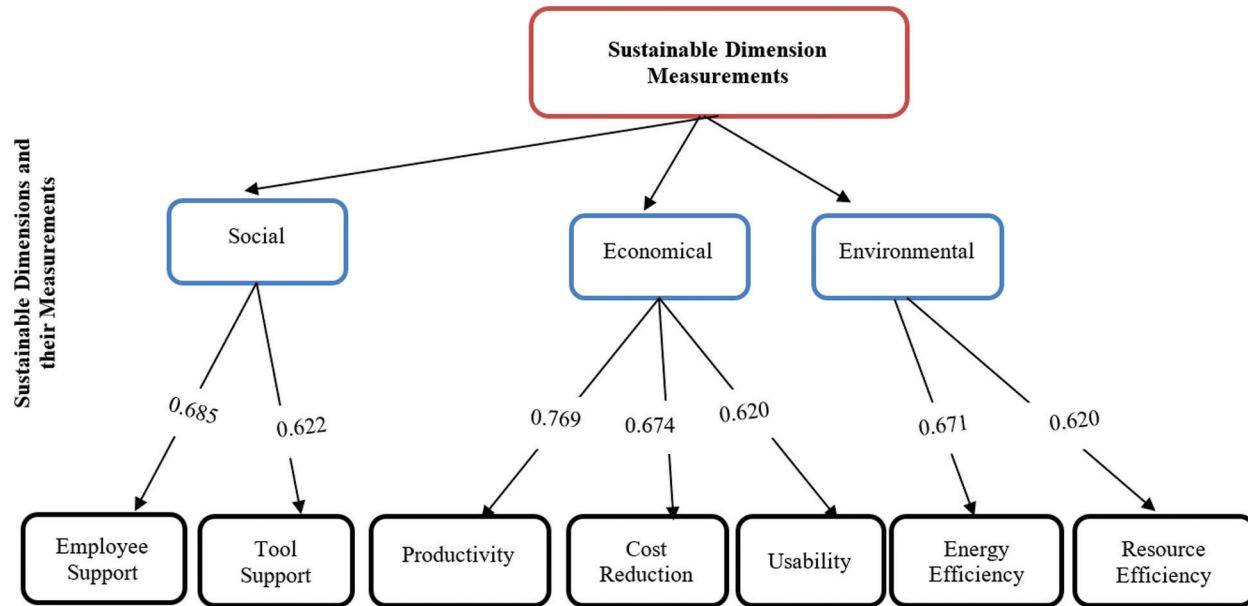 Sustainable Dimension
Measurements
Sustainable Dimensions and
their Measurements
Social
Economical
Environmental
0.685
0.622
0.769
0.674
0.620
0.671
0.620
Employee
Support
Tool
Support
Productivity
Cost
Reduction
Usability
Energy
Efficiency
Resource
Efficiency